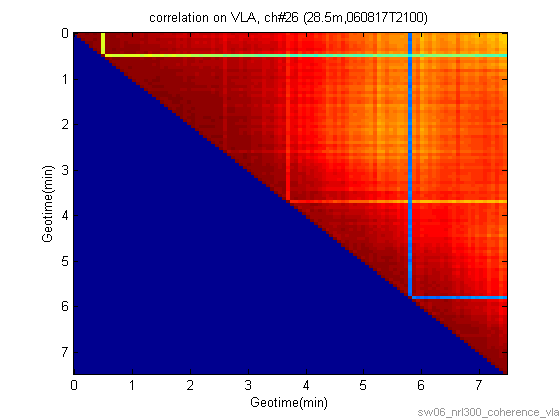 correlation on VLA, ch#26 (28.5m,060817T2100)
0
1
2
3
4
5
6
7
Geotime(min)
0 1 2 3 4 5 6 7
Geotime(min)
sw06_nrl300_coherence_vla